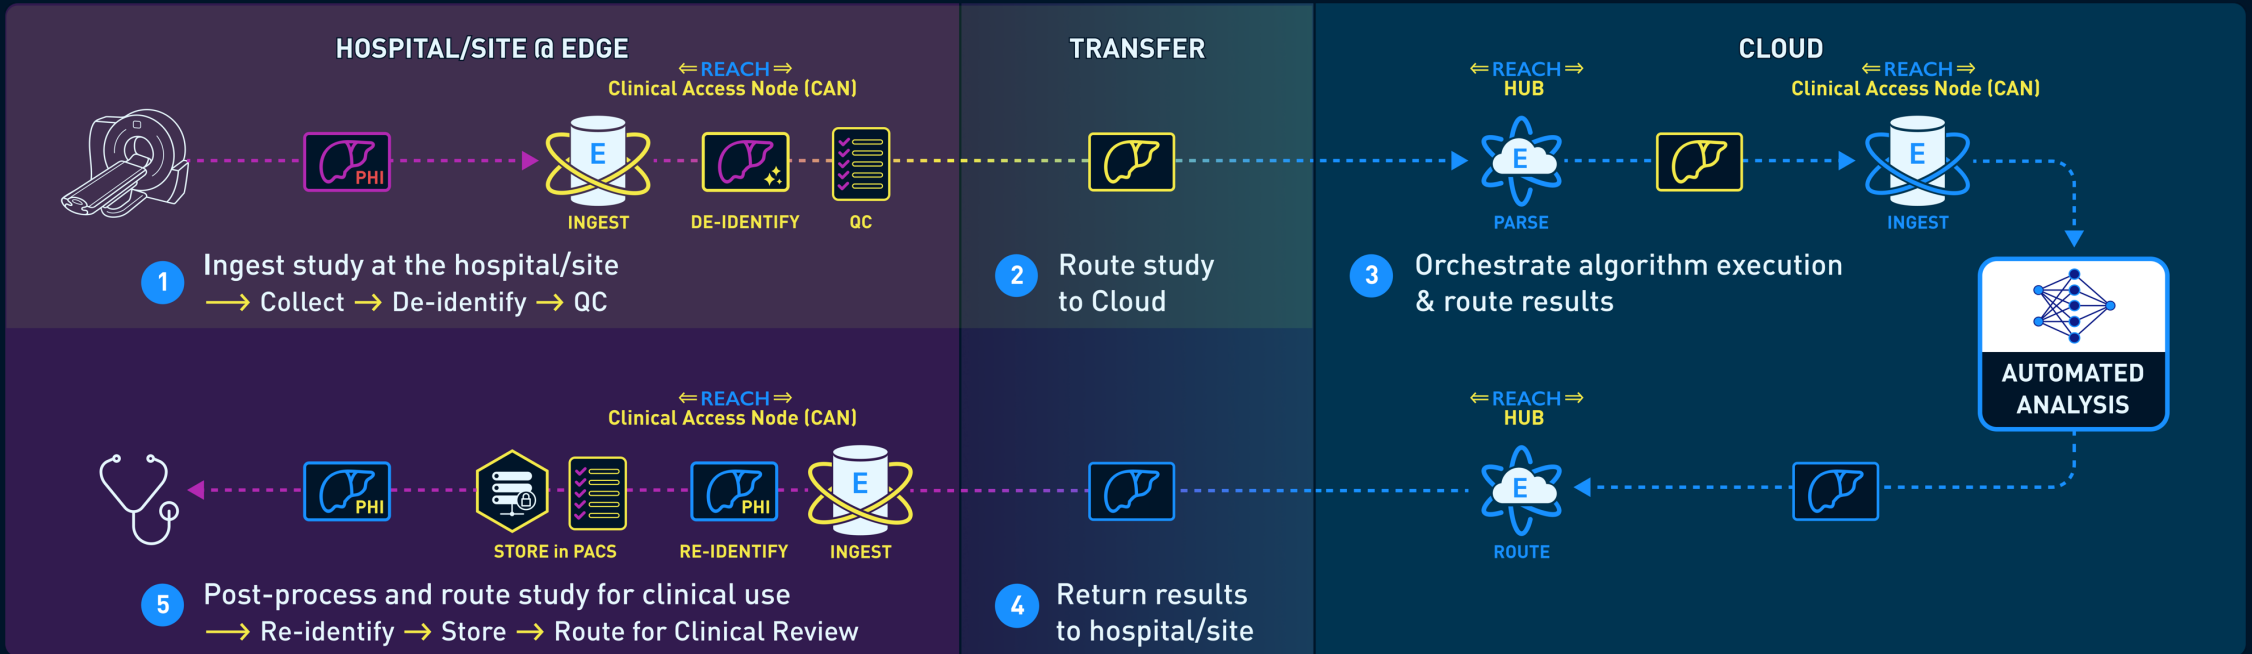 HOSPITAL/SITE @ EDGE
⇐ REACH ⇒
Clinical Access Node (CAN)
PHI
E
INGEST
DE-IDENTIFY
QC
1
Ingest study at the hospital/site
→ Collect → De-identify → QC
TRANSFER
2
Route study
to Cloud
CLOUD
⇐ REACH ⇒
HUB
E
PARSE
⇐ REACH ⇒
Clinical Access Node (CAN)
E
INGEST
3
Orchestrate algorithm execution
& route results
AUTOMATED
ANALYSIS
⇐ REACH ⇒
HUB
E
ROUTE
4
Return results
to hospital/site
⇐ REACH ⇒
Clinical Access Node (CAN)
PHI
STORE in PACS
PHI
RE-IDENTIFY
E
INGEST
5
Post-process and route study for clinical use
→ Re-identify → Store → Route for Clinical Review